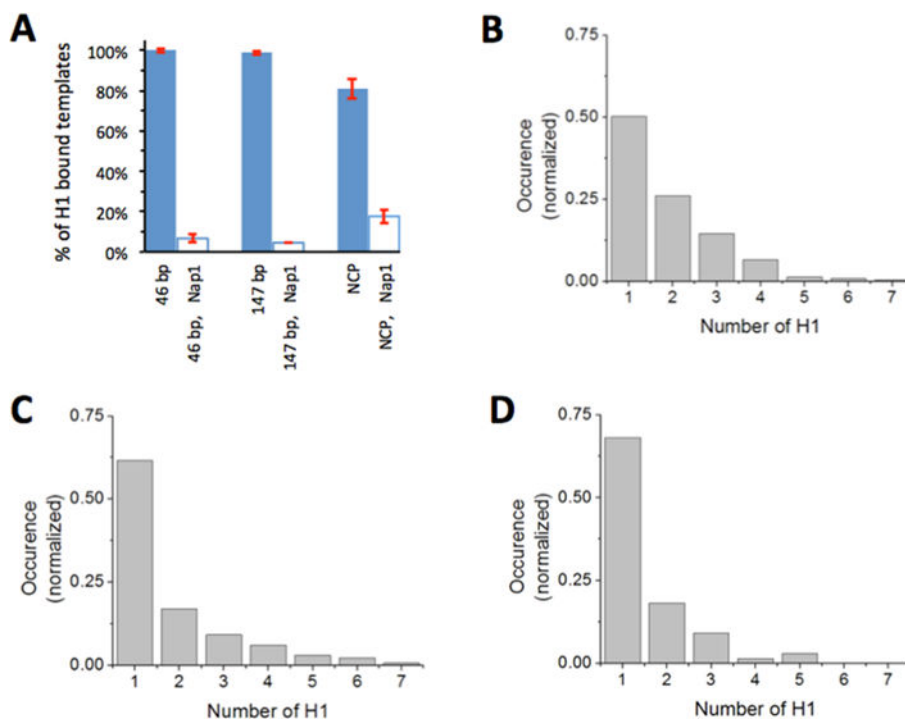 A
% of H1 bound templates
100%
80%
60%
40%
20%
0%
46 bp
46 bp, Nap1
147 bp
147 bp, Nap1
NCP
NCP, Nap1
B
Occurence
(normalized)
0.75
0.50
0.25
0.00
1 2 3 4 5 6 7
Number of H1
C
Occurence
(normalized)
0.75
0.50
0.25
0.00
1 2 3 4 5 6 7
Number of H1
D
Occurence
(normalized)
0.75
0.50
0.25
0.00
1 2 3 4 5 6 7
Number of H1